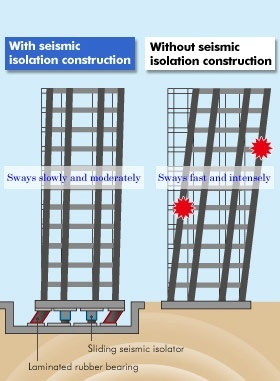 With seismic
isolation construction
Without seismic
isolation construction
Sways slowly and moderately
Sways fast and intensely
Sliding seismic isolator
Laminated rubber bearing